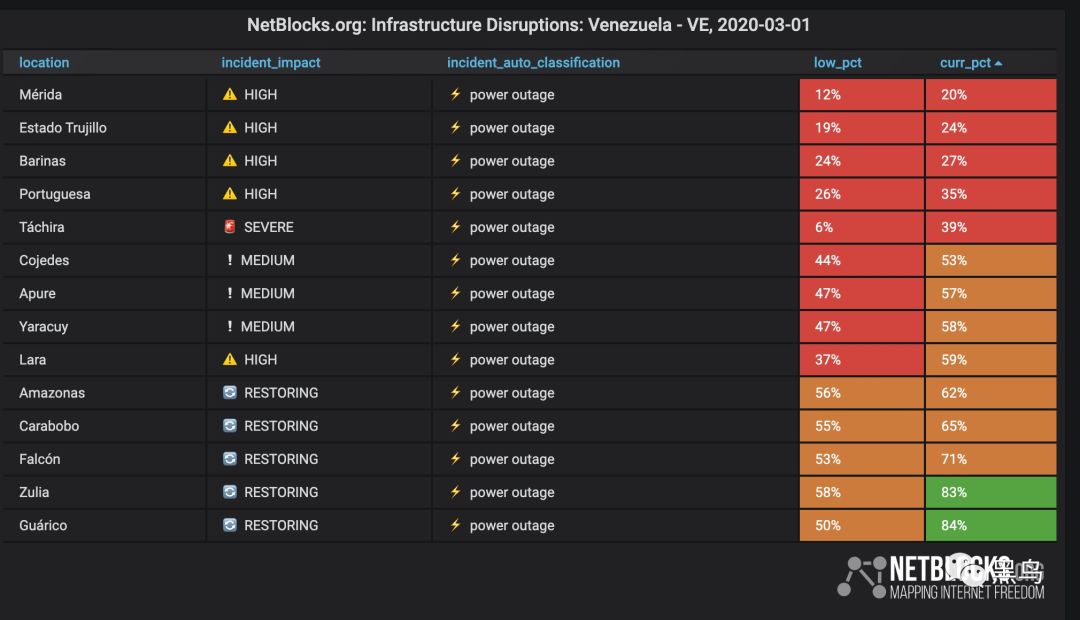 NetBlocks.org: Infrastructure Disruptions: Venezuela - VE, 2020-03-01
location incident_impact incident_auto_classification low_pct curr_pct
Mérida HIGH power outage 12% 20%
Estado Trujillo HIGH power outage 19% 24%
Barinas HIGH power outage 24% 27%
Portuguesa HIGH power outage 26% 35%
Táchira SEVERE power outage 6% 39%
Cojedes ! MEDIUM power outage 44% 53%
Apure ! MEDIUM power outage 47% 57%
Yaracuy ! MEDIUM power outage 47% 58%
Lara HIGH power outage 37% 59%
Amazonas RESTORING power outage 56% 62%
Carabobo RESTORING power outage 55% 65%
Falcón RESTORING power outage 53% 71%
Zulia RESTORING power outage 58% 83%
Guárico RESTORING power outage 50% 84%
NETBLOCKS 黑鸟
MAPPING INTERNET FREEDOM